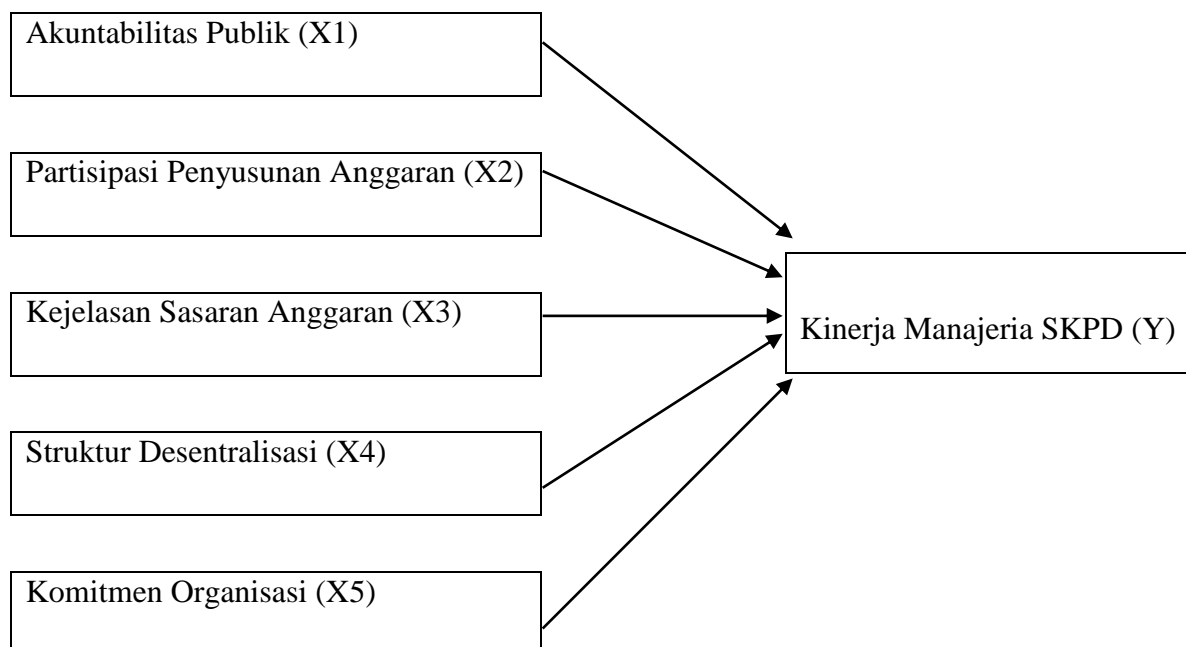 Akuntabilitas Publik (X1)
Partisipasi Penyusunan Anggaran (X2)
Kejelasan Sasaran Anggaran (X3)
Kinerja Manajeria SKPD (Y)
Struktur Desentralisasi (X4)
Komitmen Organisasi (X5)